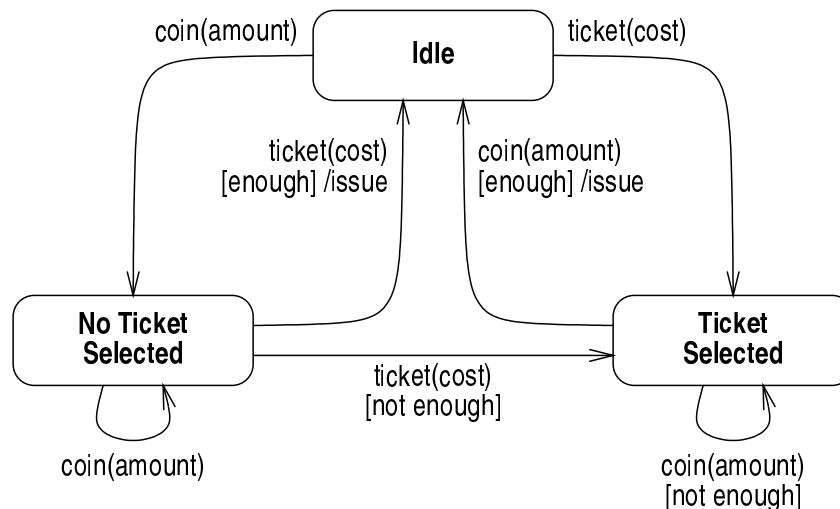 coin(amount)
Idle
ticket(cost)
ticket(cost)
[enough] /issue
coin(amount)
[enough] /issue
No Ticket
Selected
Ticket
Selected
ticket(cost)
[not enough]
coin(amount)
coin(amount)
[not enough]